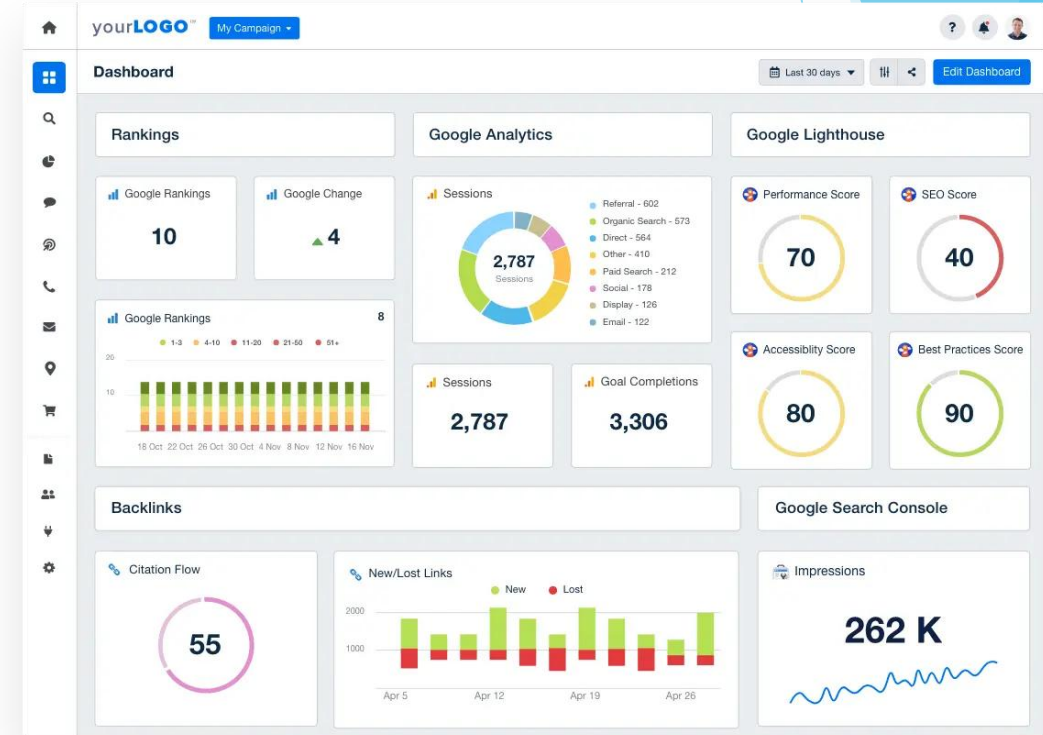 yourLOGO™
My Campaign
?
Dashboard
Last 30 days
Edit Dashboard
Rankings
Google Analytics
Google Lighthouse
Google Rankings
10
Google Change
4
Sessions
2,787
Sessions
Referral - 602
Organic Search - 573
Direct - 564
Other - 410
Paid Search - 212
Social - 178
Display - 126
Email - 122
Performance Score
70
SEO Score
40
Google Rankings
8
1-3 4-10 11-20 21-50 51+
20
10
18 Oct 22 Oct 26 Oct 30 Oct 4 Nov 8 Nov 12 Nov 16 Nov
Sessions
2,787
Goal Completions
3,306
Accessiblity Score
80
Best Practices Score
90
Backlinks
Google Search Console
Citation Flow
55
New/Lost Links
New Lost
2000
1000
Apr 5 Apr 12 Apr 19 Apr 26
Impressions
262 K